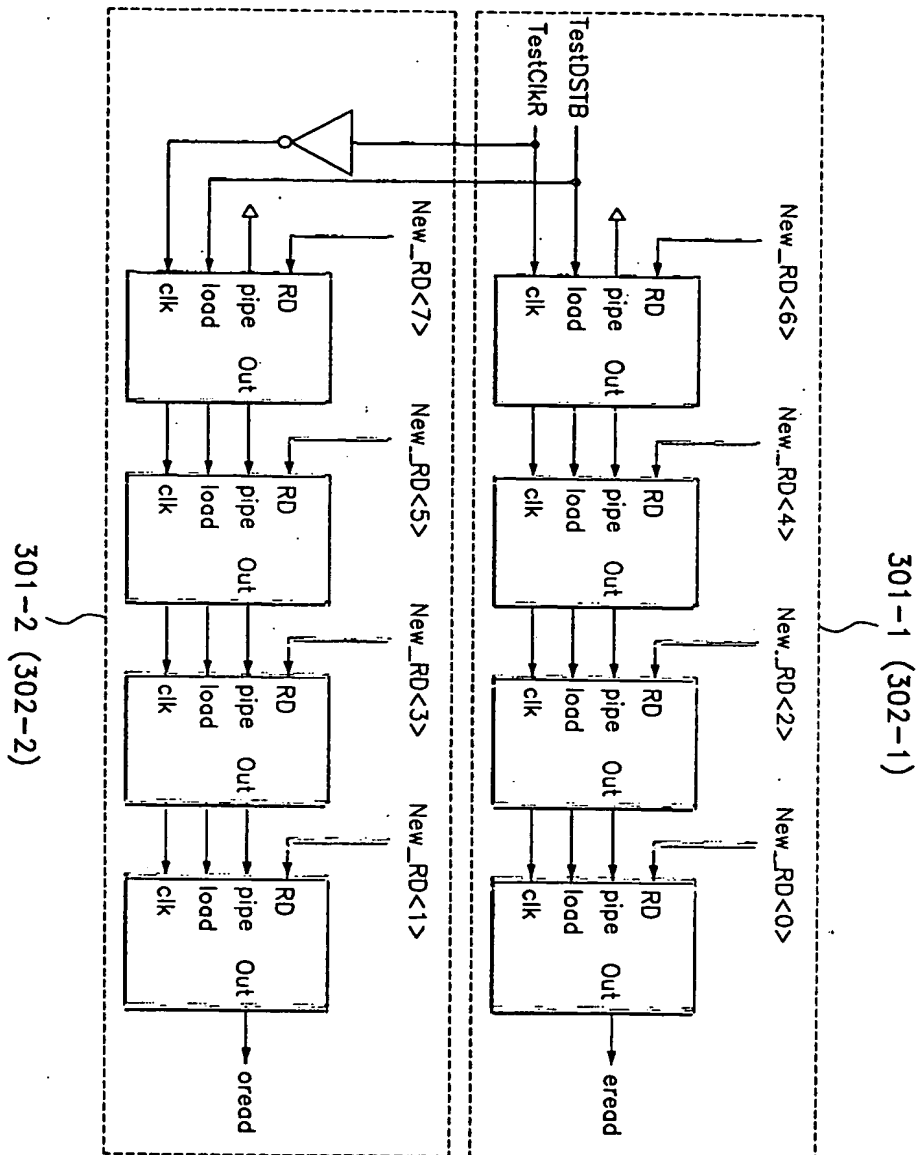 301-1 (302-1)
New_RD<6>
New_RD<4>
New_RD<2>
New_RD<0>
RD
pipe
load
clk
Out
RD
pipe
load
clk
Out
RD
pipe
load
clk
Out
RD
pipe
load
clk
Out
eread
TestDSTB
TestClkR
New_RD<7>
New_RD<5>
New_RD<3>
New_RD<1>
RD
pipe
load
clk
Out
RD
pipe
load
clk
Out
RD
pipe
load
clk
Out
RD
pipe
load
clk
Out
oread
301-2 (302-2)